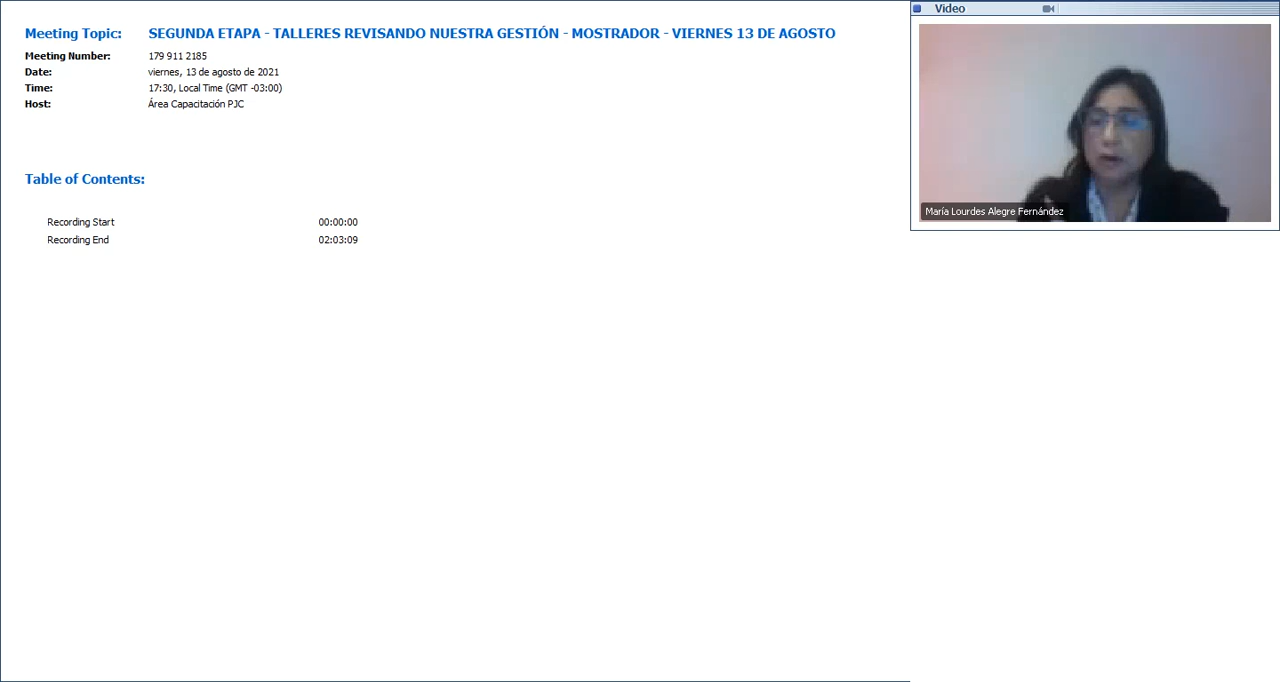 Meeting Topic: SEGUNDA ETAPA - TALLERES REVISANDO NUESTRA GESTIÓN - MOSTRADOR - VIERNES 13 DE AGOSTO
Meeting Number: 179 911 2185
Date: viernes, 13 de agosto de 2021
Time: 17:30, Local Time (GMT -03:00)
Host: Área Capacitación PJC
Table of Contents:
Recording Start 00:00:00
Recording End 02:03:09
Video
María Lourdes Alegre Fernández